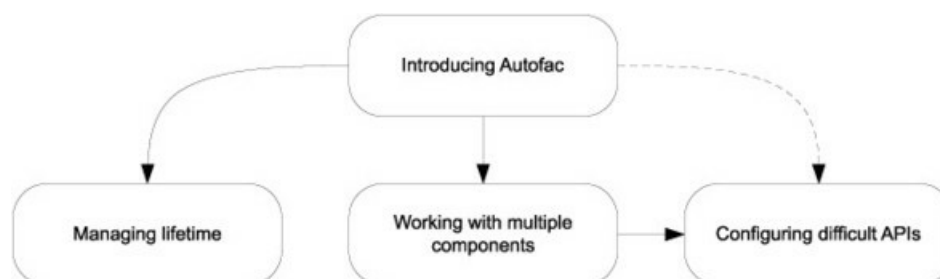 Introducing Autofac
Managing lifetime
Working with multiple
components
Configuring difficult APIs